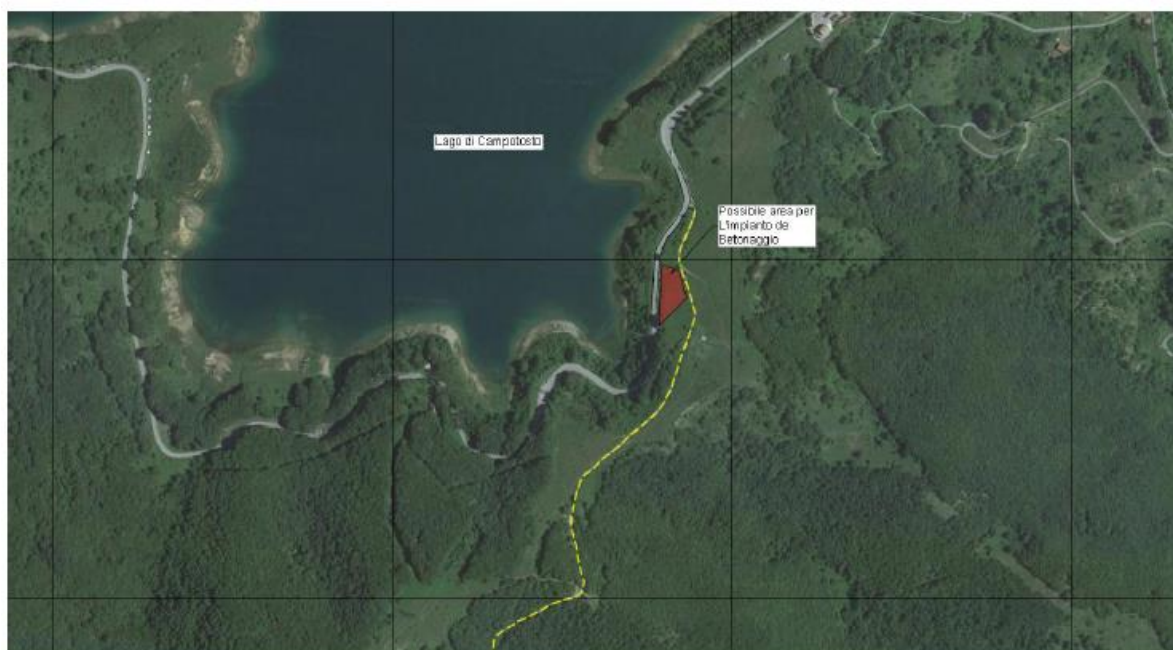 Lago di Campotosto
Possibile area per
L'Impianto de
Betonaggio